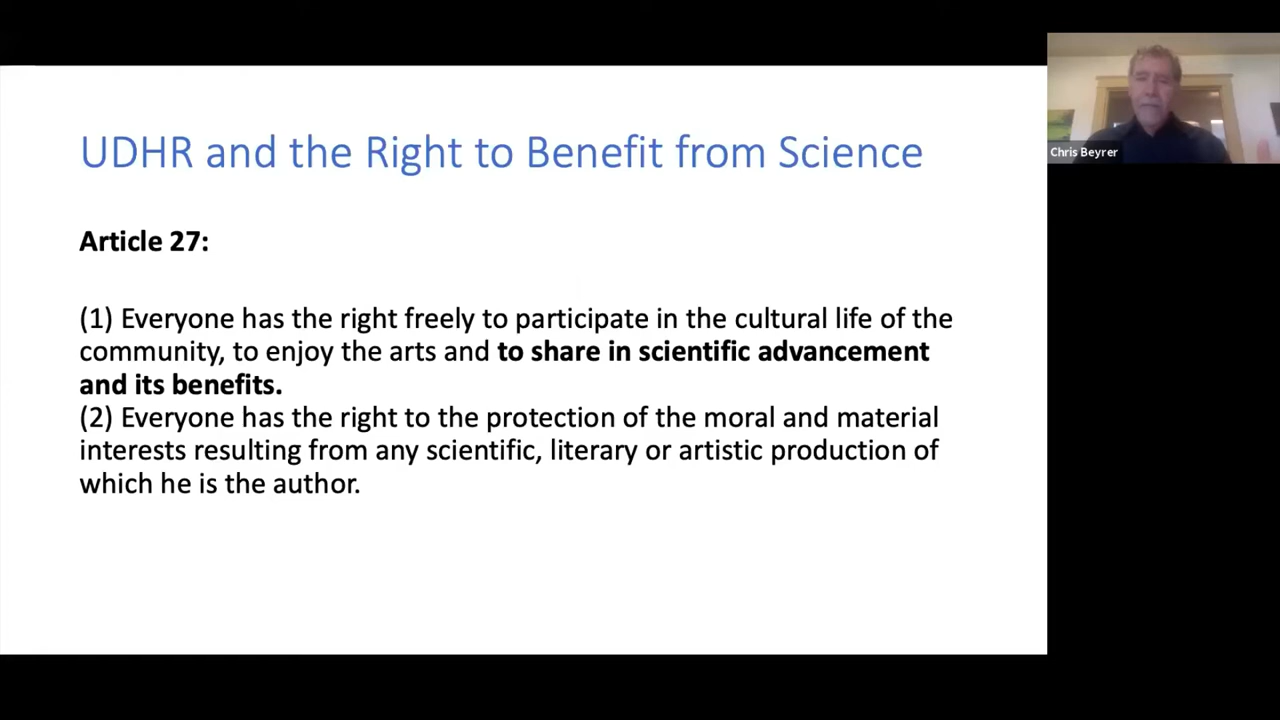 UDHR and the Right to Benefit from Science
Article 27:
(1) Everyone has the right freely to participate in the cultural life of the
community, to enjoy the arts and to share in scientific advancement
and its benefits.
(2) Everyone has the right to the protection of the moral and material
interests resulting from any scientific, literary or artistic production of
which he is the author.
Chris Beyrer